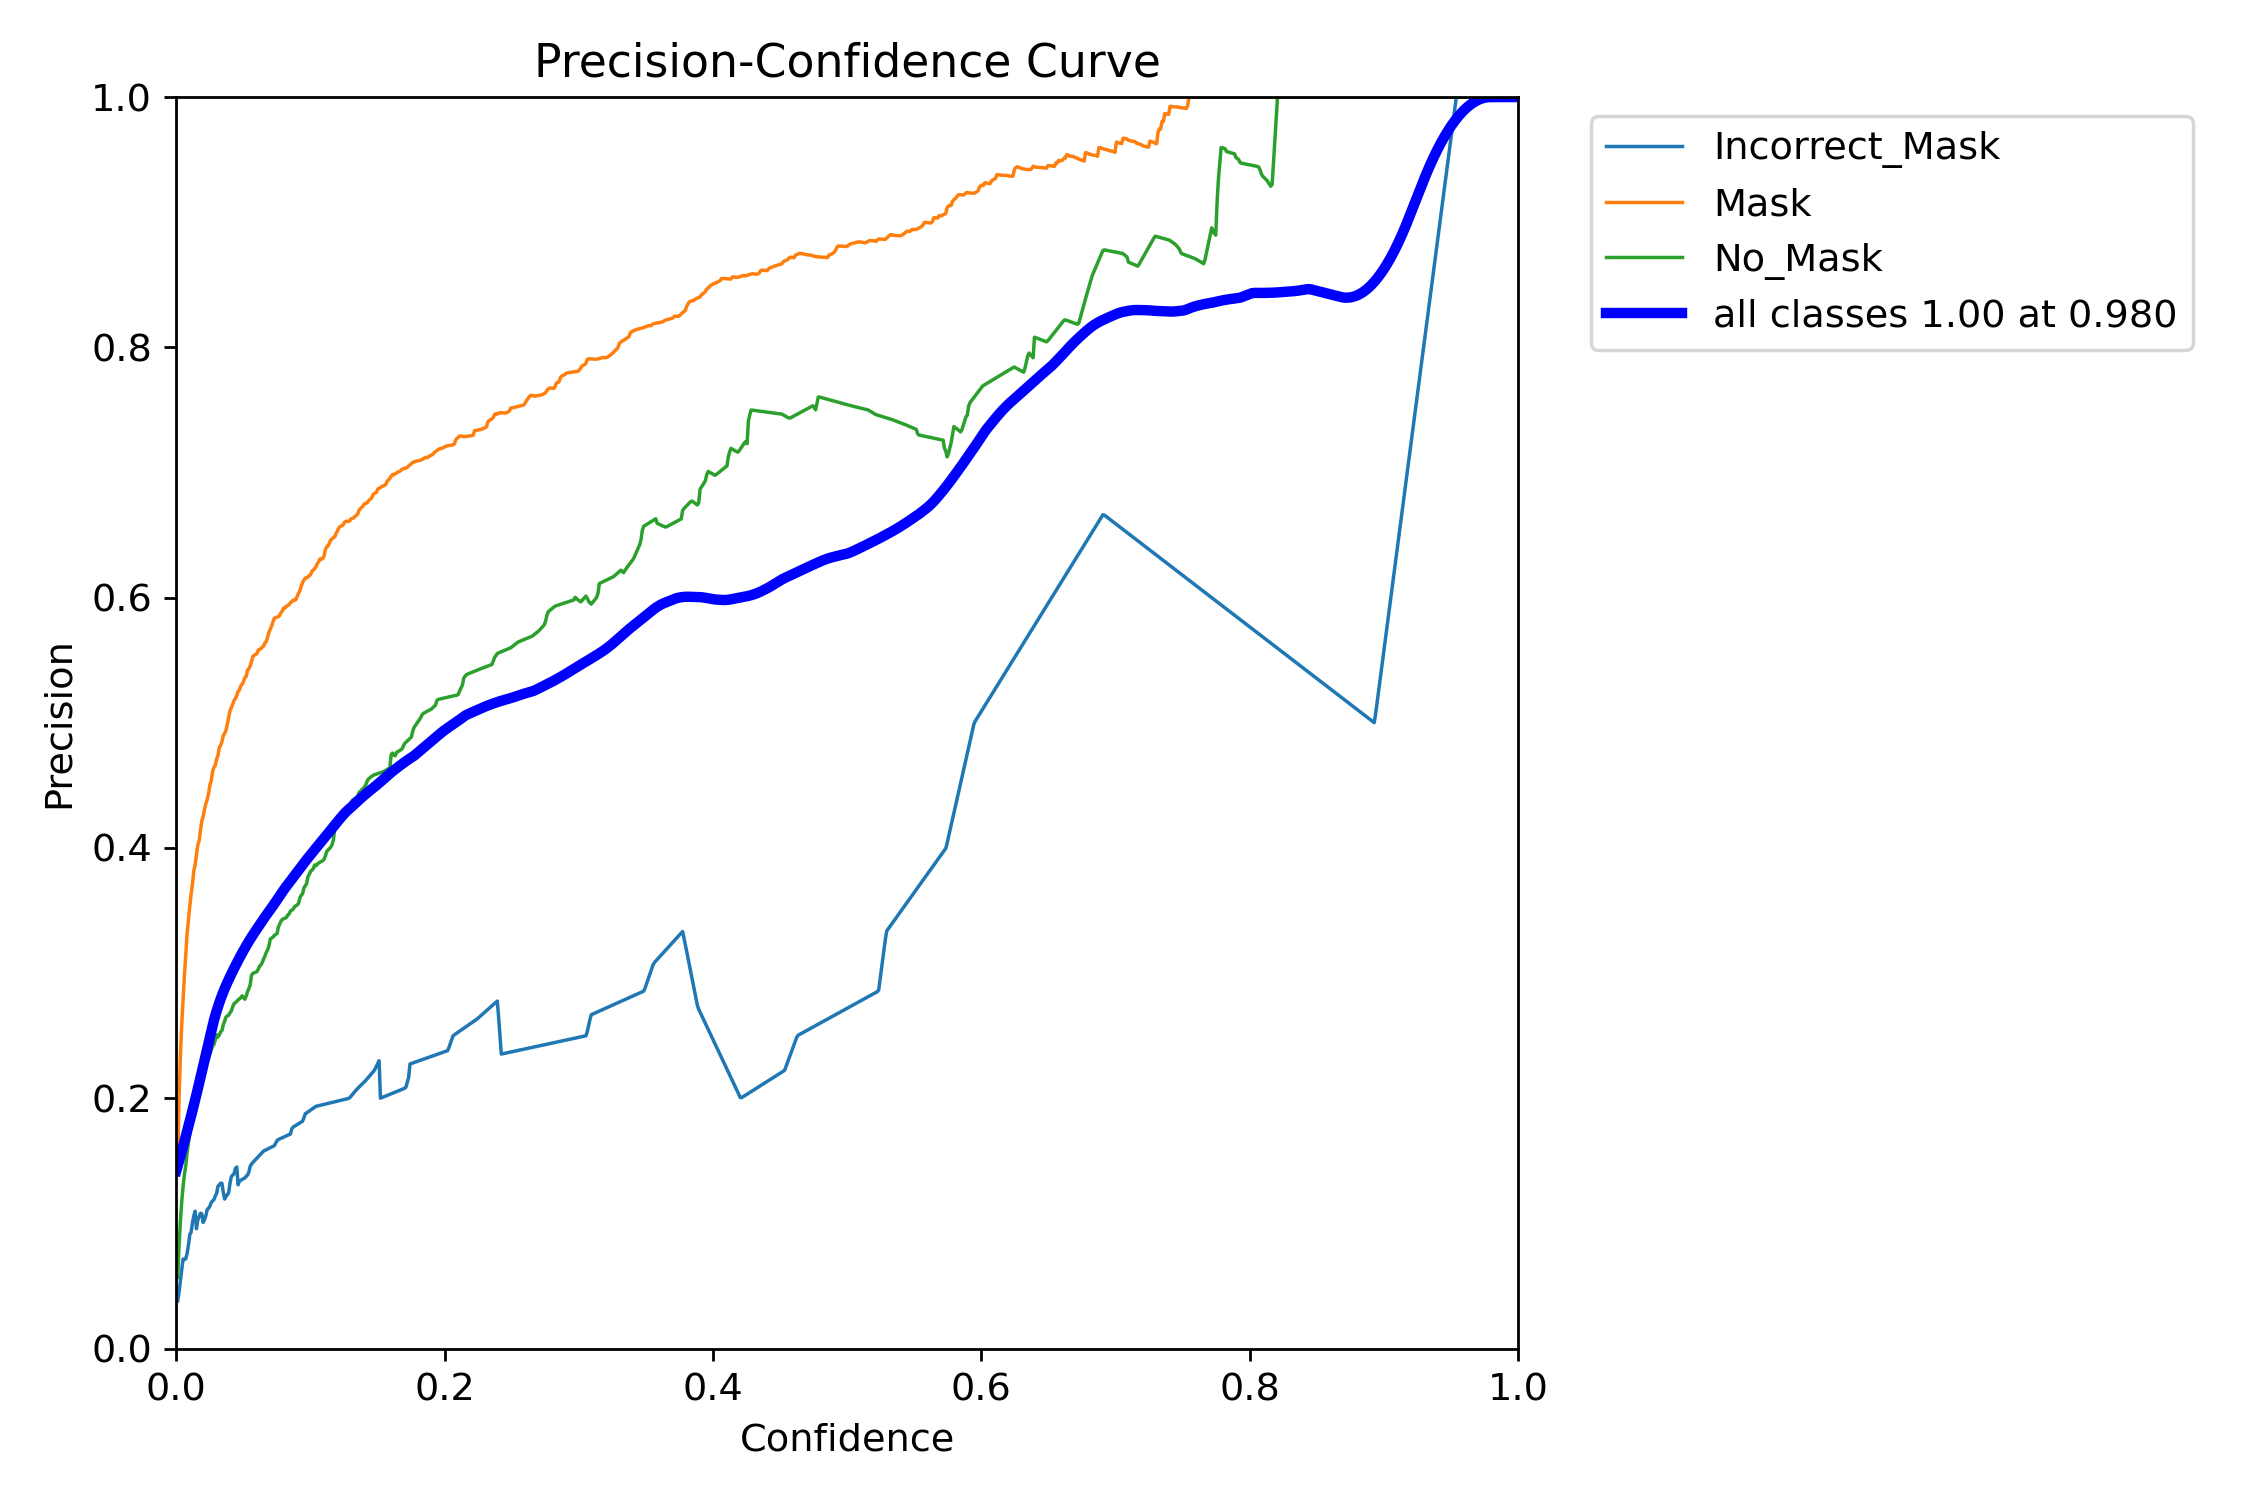 Precision-Confidence Curve
1.0
0.8
0.6
0.4
0.2
0.0
Precision
0.0 0.2 0.4 0.6 0.8 1.0
Confidence
Incorrect_Mask
Mask
No_Mask
all classes 1.00 at 0.980